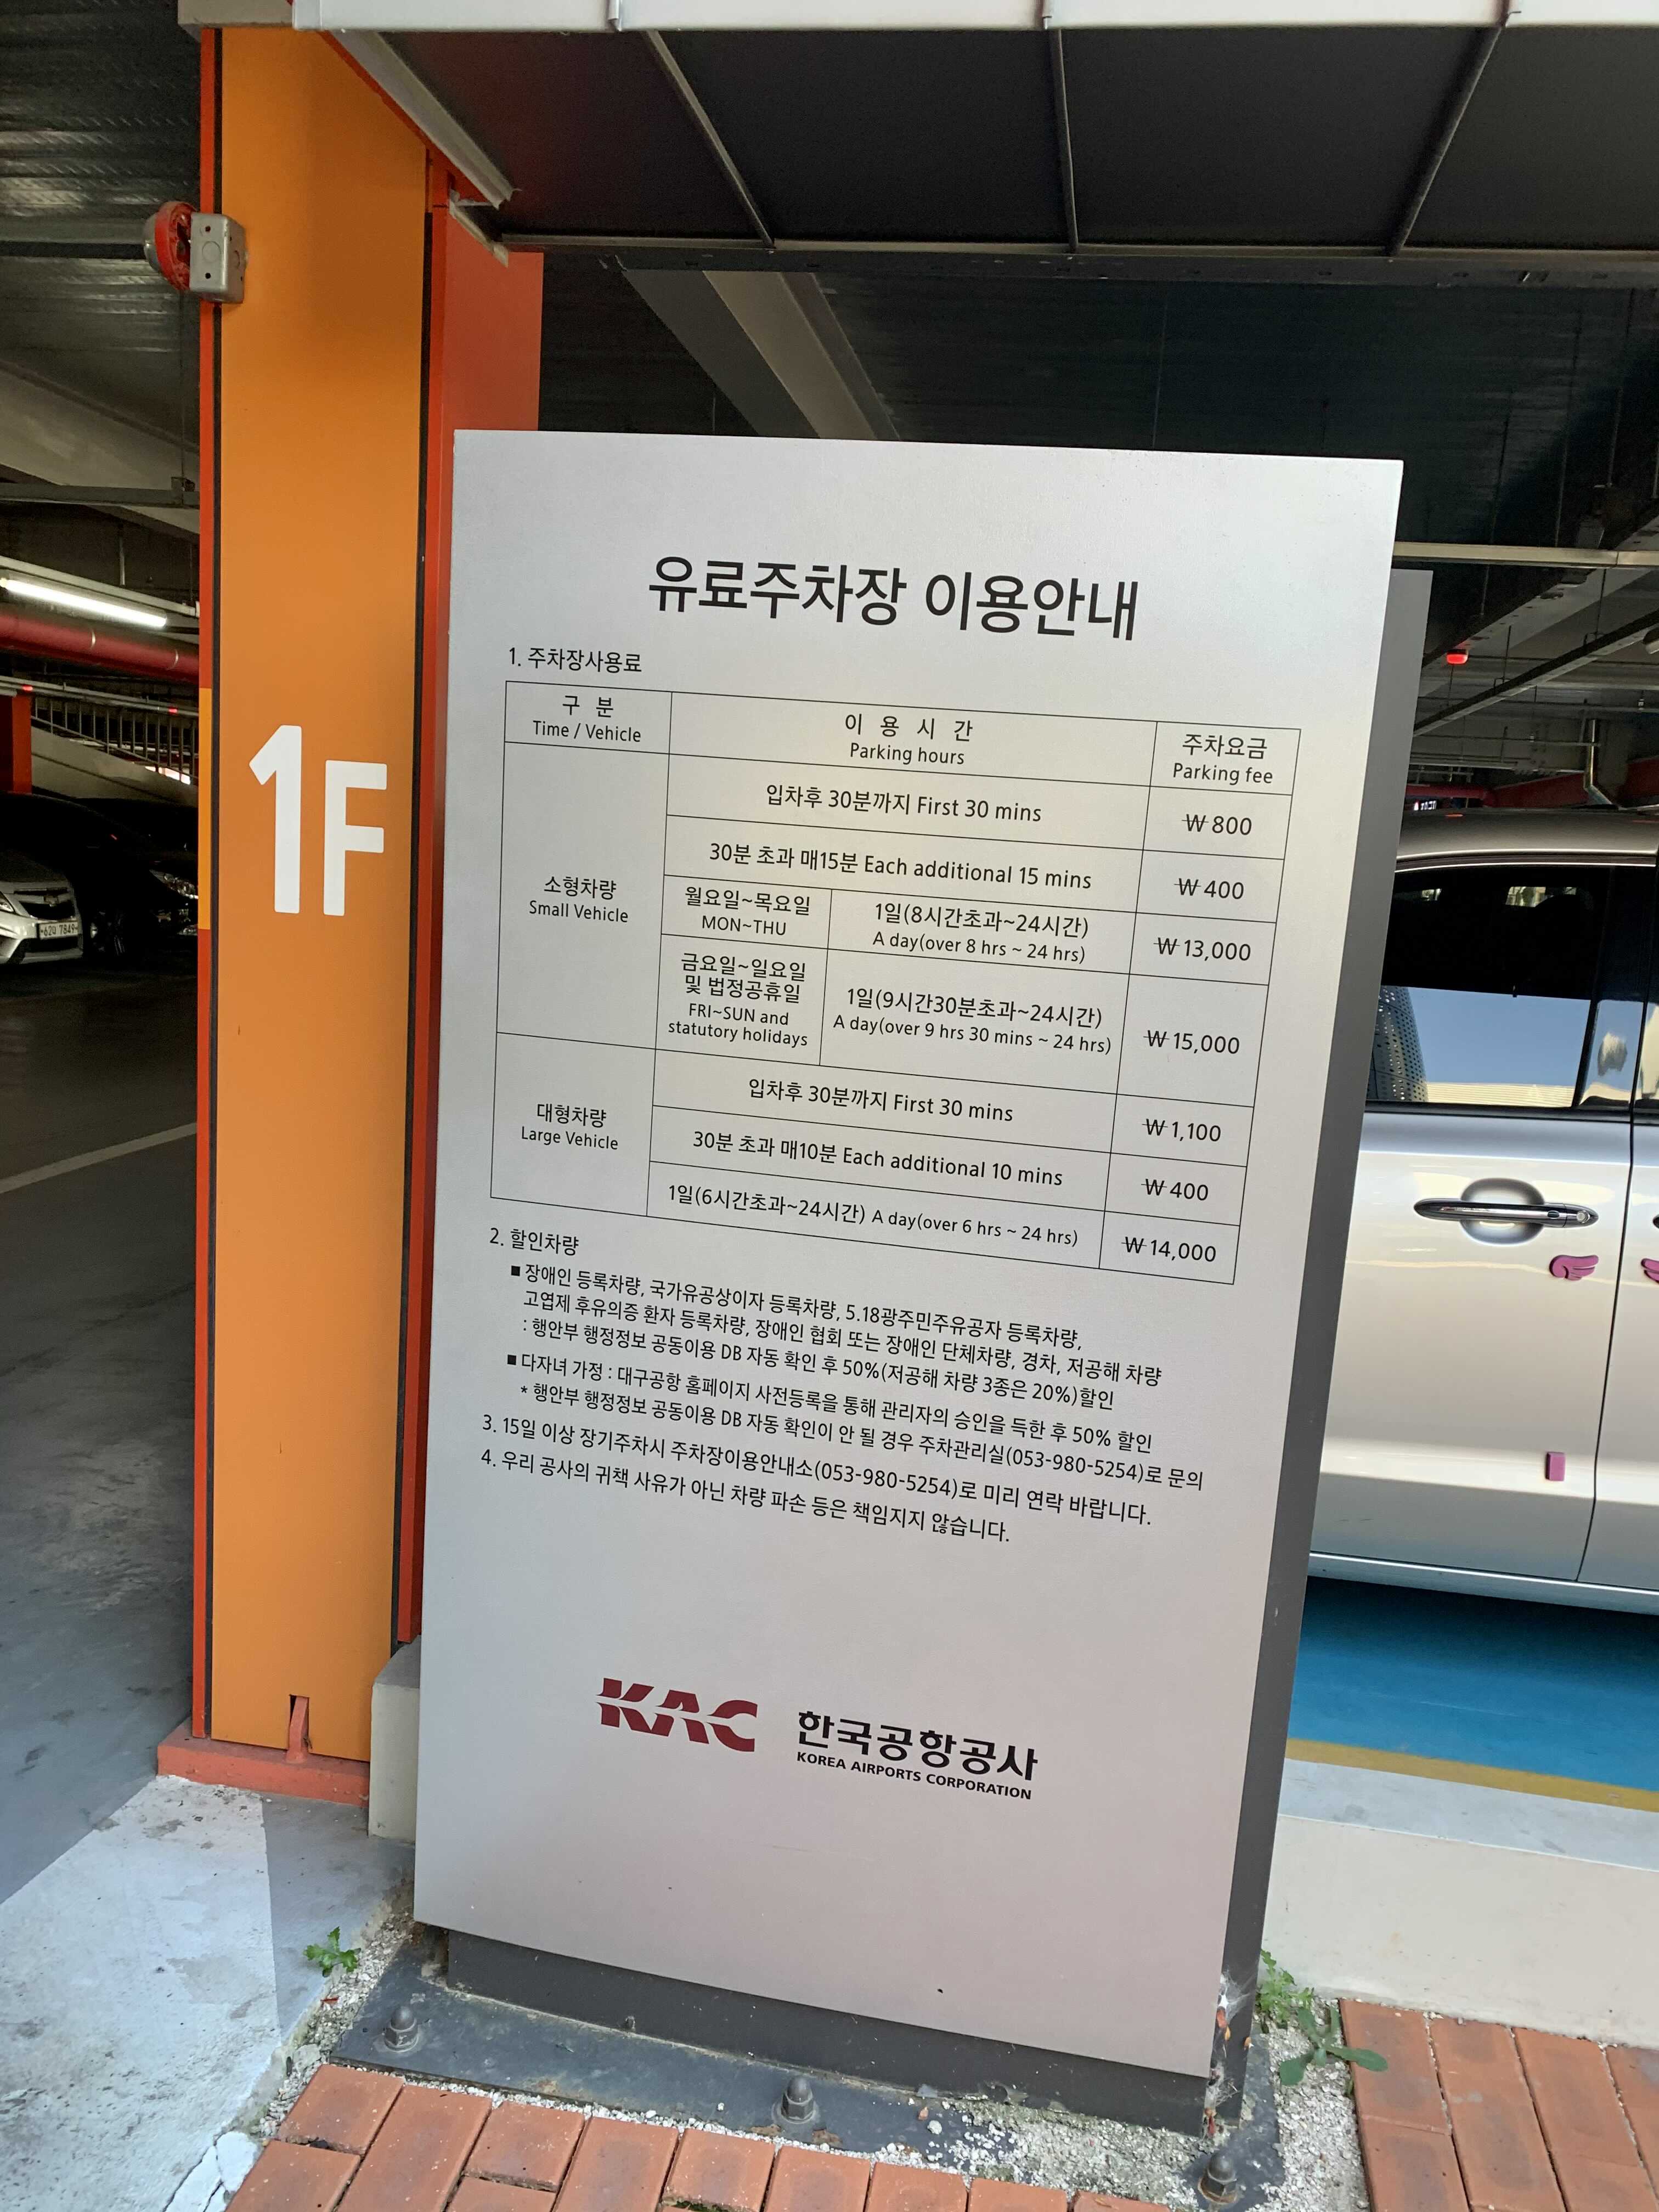 1F
유료주차장 이용안내
1. 주차장사용료
구 분
Time / Vehicle
이 용 시 간
Parking hours
주차요금
Parking fee
소형차량
Small Vehicle
입차후 30분까지 First 30 mins
₩ 800
30분 초과 매15분 Each additional 15 mins
₩ 400
월요일~목요일
MON~THU
1일(8시간초과~24시간)
A day(over 8 hrs ~ 24 hrs)
₩ 13,000
금요일~일요일
및 법정공휴일
FRI~SUN and
statutory holidays
1일(9시간30분초과~24시간)
A day(over 9 hrs 30 mins ~ 24 hrs)
₩ 15,000
대형차량
Large Vehicle
입차후 30분까지 First 30 mins
₩ 1,100
30분 초과 매10분 Each additional 10 mins
₩ 400
1일(6시간초과~24시간) A day(over 6 hrs ~ 24 hrs)
₩ 14,000
2. 할인차량
■ 장애인 등록차량, 국가유공상이자 등록차량, 5.18광주민주유공자 등록차량,
고엽제 후유의증 환자 등록차량, 장애인 협회 또는 장애인 단체차량, 경차, 저공해 차량
: 행안부 행정정보 공동이용 DB 자동 확인 후 50%(저공해 차량 3종은 20%)할인
■ 다자녀 가정 : 대구공항 홈페이지 사전등록을 통해 관리자의 승인을 득한 후 50% 할인
* 행안부 행정정보 공동이용 DB 자동 확인이 안 될 경우 주차관리실(053-980-5254)로 문의
3. 15일 이상 장기주차시 주차장이용안내소(053-980-5254)로 미리 연락 바랍니다.
4. 우리 공사의 귀책 사유가 아닌 차량 파손 등은 책임지지 않습니다.
KAC 한국공항공사
KOREA AIRPORTS CORPORATION